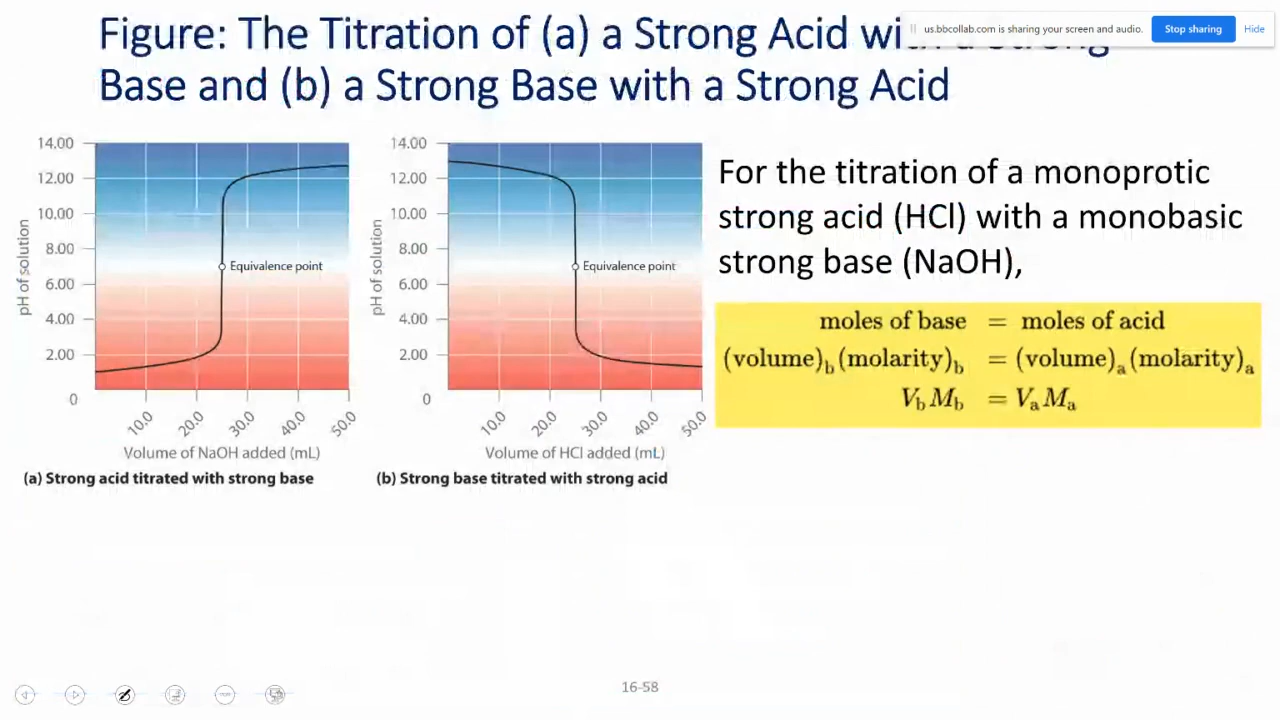 Figure: The Titration of (a) a Strong Acid
Base and (b) a Strong Base with a Strong Acid
us.bbcollab.com is sharing your screen and audio.
Stop sharing
Hide
14.00
12.00
10.00
8.00
6.00
4.00
2.00
0
pH of solution
Equivalence point
10.0
20.0
30.0
40.0
50.0
Volume of NaOH added (mL)
(a) Strong acid titrated with strong base
14.00
12.00
10.00
8.00
6.00
4.00
2.00
0
pH of solution
Equivalence point
10.0
20.0
30.0
40.0
50.0
Volume of HCl added (mL)
(b) Strong base titrated with strong acid
For the titration of a monoprotic
strong acid (HCl) with a monobasic
strong base (NaOH),
moles of base = moles of acid
(volume)b(molarity)b = (volume)a(molarity)a
VbMb = VaMa
16-58